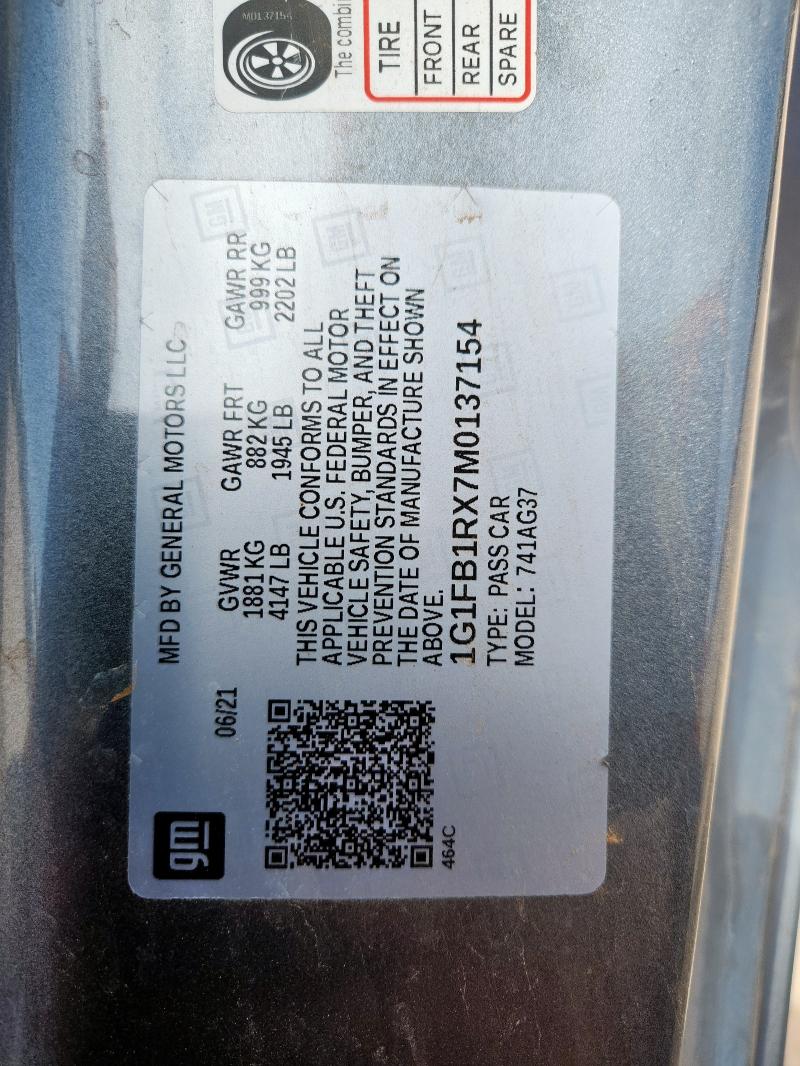 gm
MFD BY GENERAL MOTORS LLC
06/21
GVWR GAWR FRT GAWR RR
1881 KG 882 KG 999 KG
4147 LB 1945 LB 2202 LB
THIS VEHICLE CONFORMS TO ALL
APPLICABLE U.S. FEDERAL MOTOR
VEHICLE SAFETY, BUMPER, AND THEFT
PREVENTION STANDARDS IN EFFECT ON
THE DATE OF MANUFACTURE SHOWN
ABOVE.
1G1FB1RX7M0137154
TYPE: PASS CAR
MODEL: 741AG37
464C
M0137154
The combi
TIRE
FRONT
REAR
SPARE